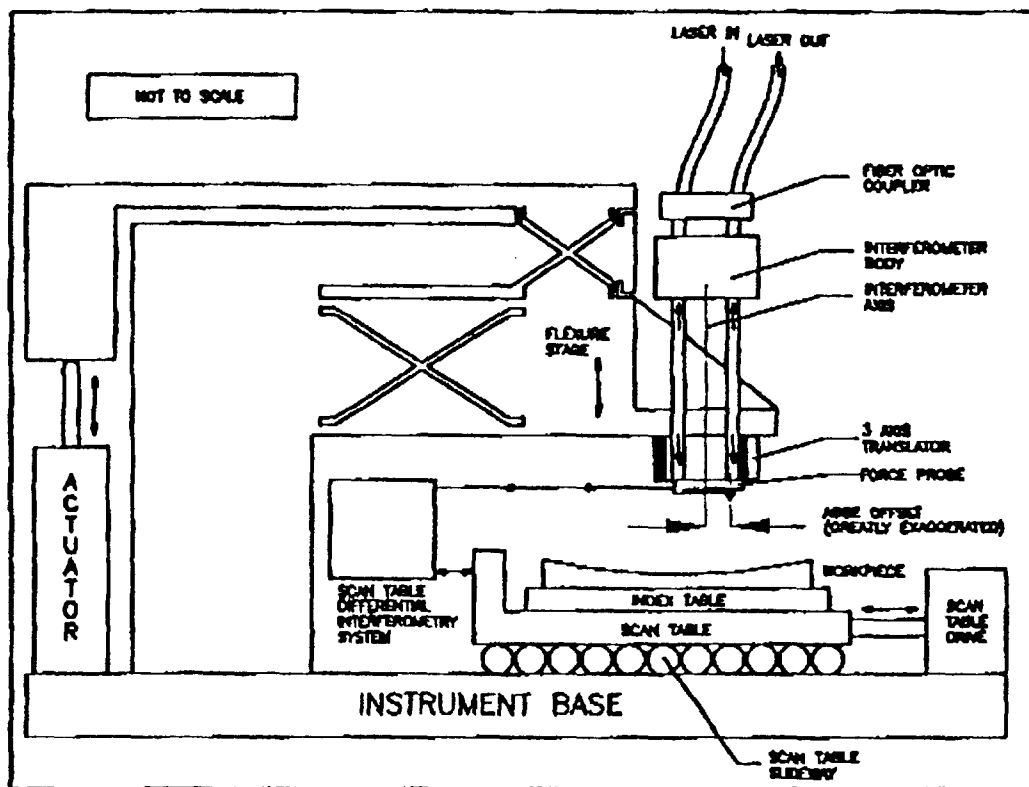 LASER IN
LASER OUT
NOT TO SCALE
FIBER OPTIC
COUPLER
INTERFEROMETER
BODY
INTERFEROMETER
AXIS
FLEXURE
STAGE
3 AXIS
TRANSLATOR
FORCE PROBE
ABBE OFFSET
(GREATLY EXAGGERATED)
ACTUATOR
WORKPIECE
INDEX TABLE
SCAN TABLE
SCAN TABLE
DIFFERENTIAL
INTERFEROMETRY
SYSTEM
SCAN
TABLE
DRIVE
INSTRUMENT BASE
SCAN TABLE
SLIDEWAY